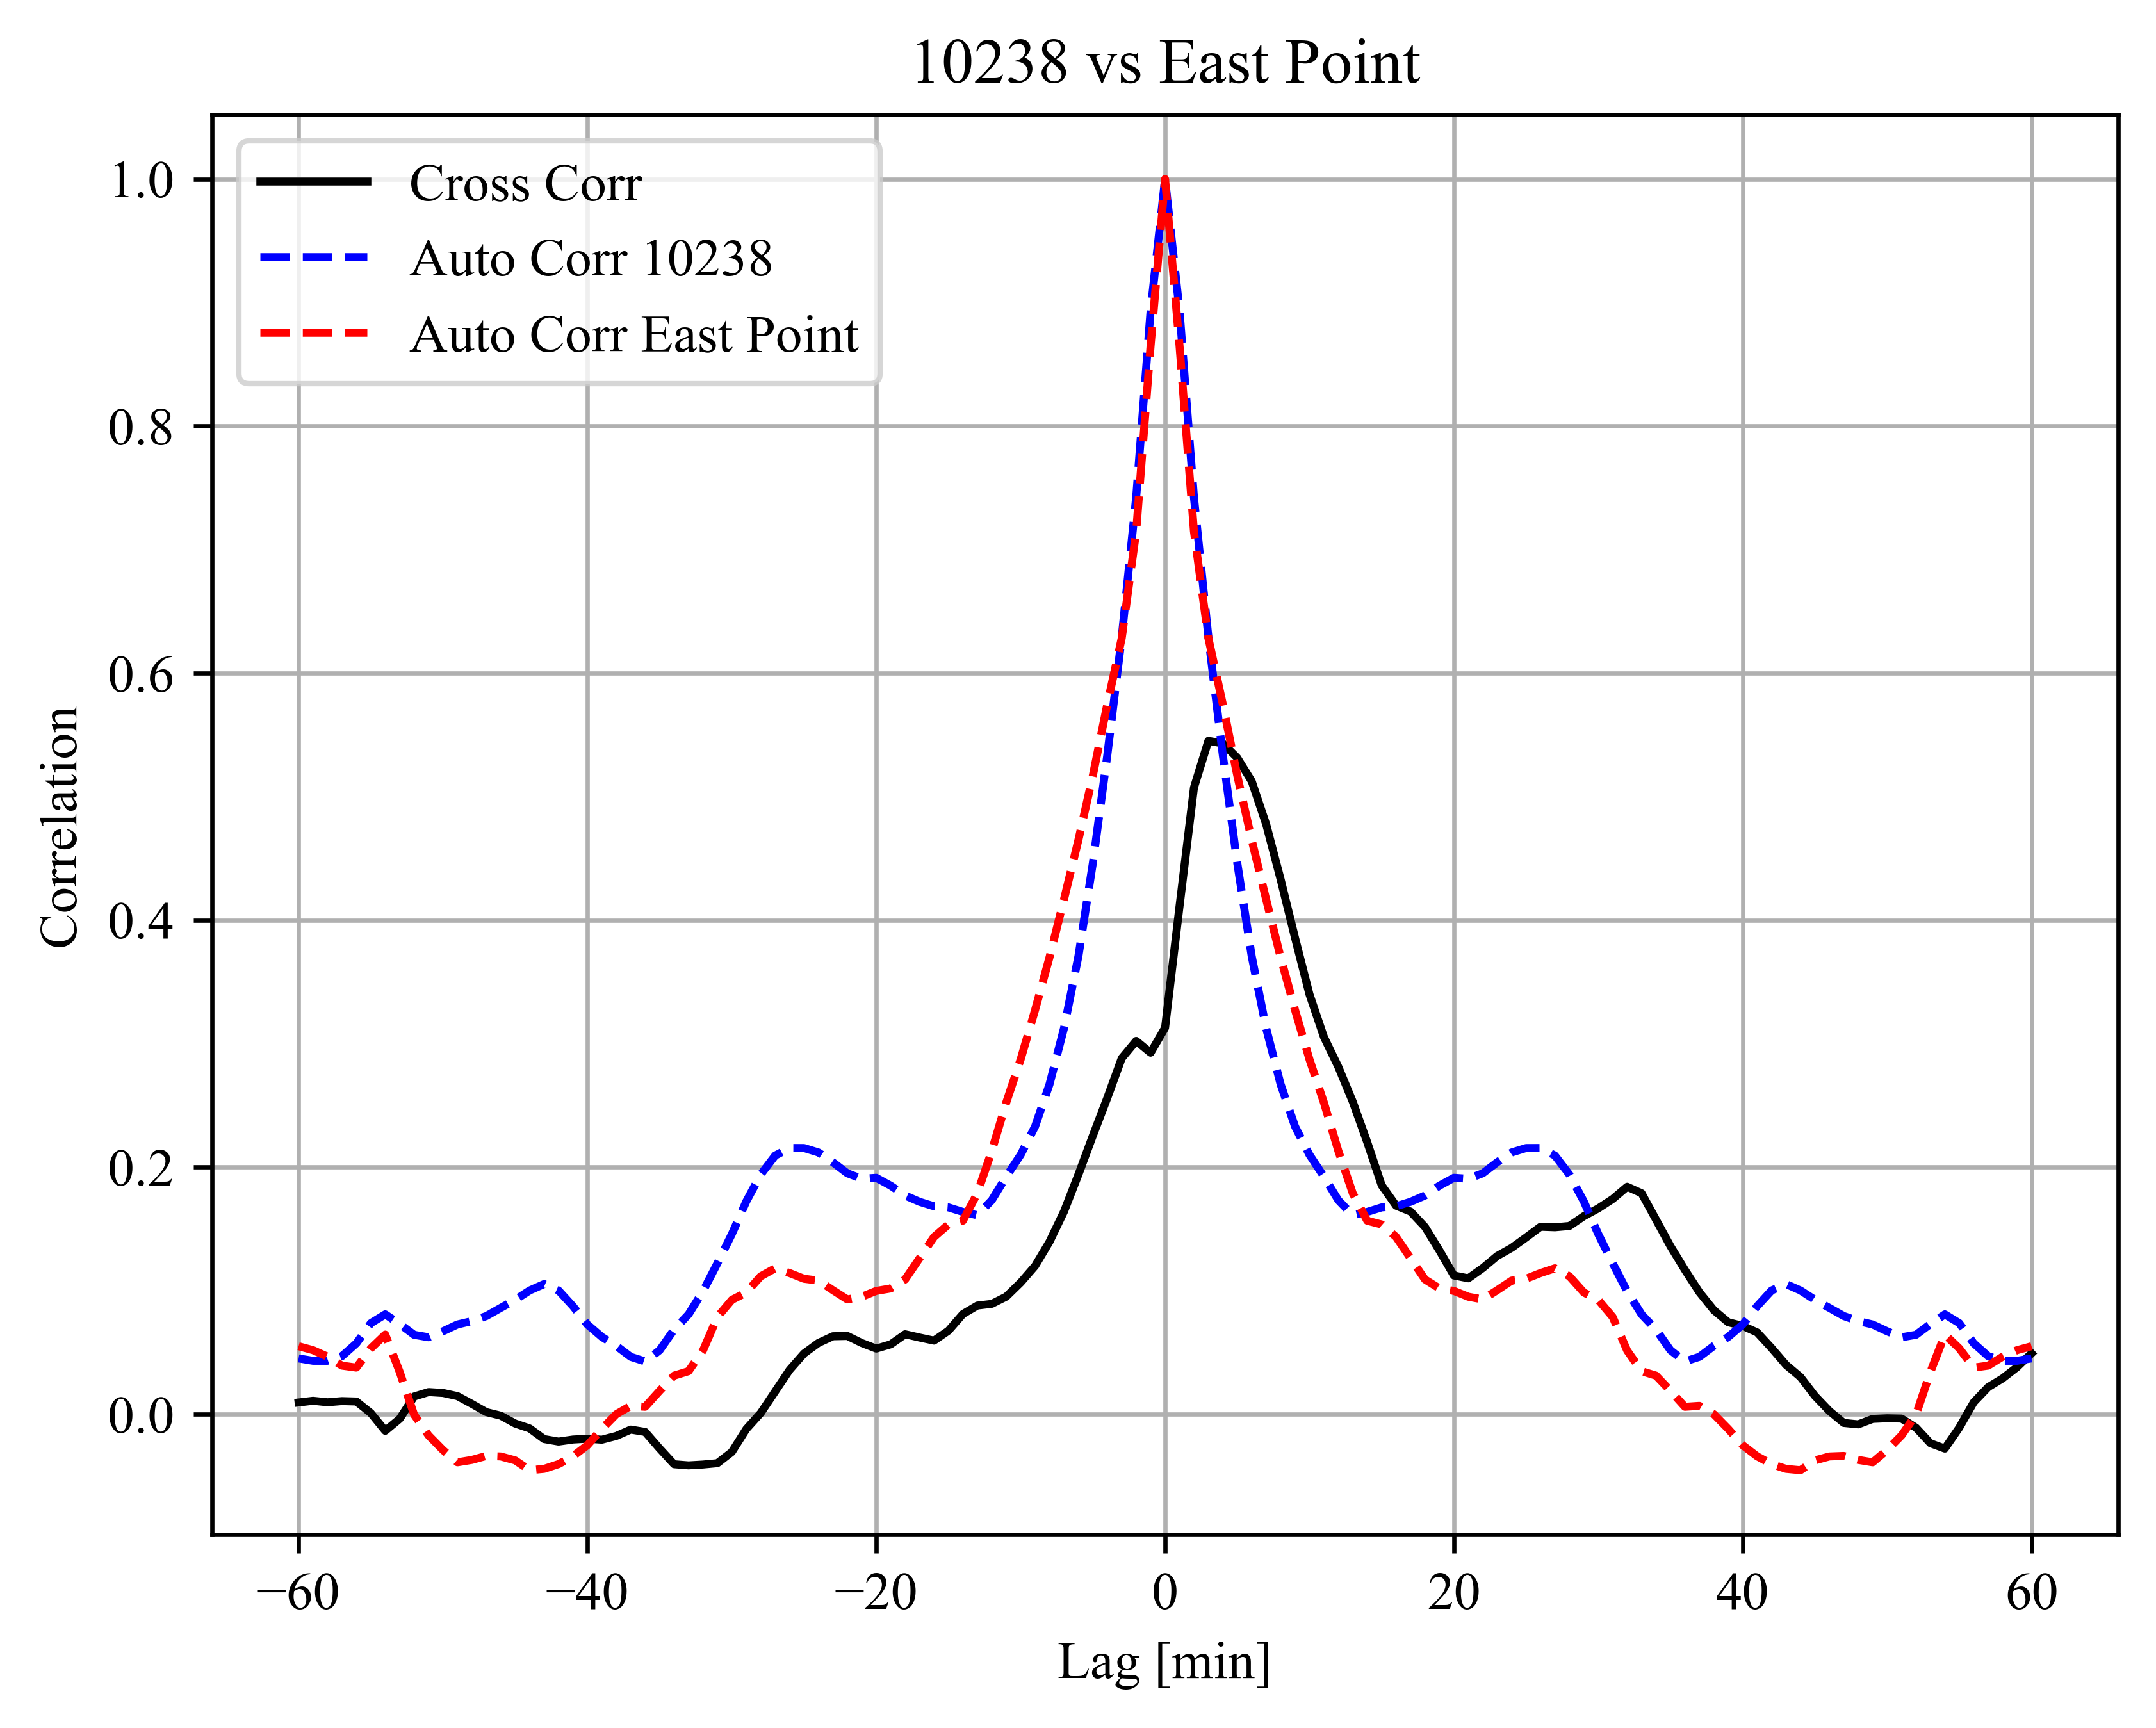 10238 vs East Point
Cross Corr
Auto Corr 10238
Auto Corr East Point
1.0
0.8
0.6
0.4
0.2
0.0
Correlation
−60 −40 −20 0 20 40 60
Lag [min]